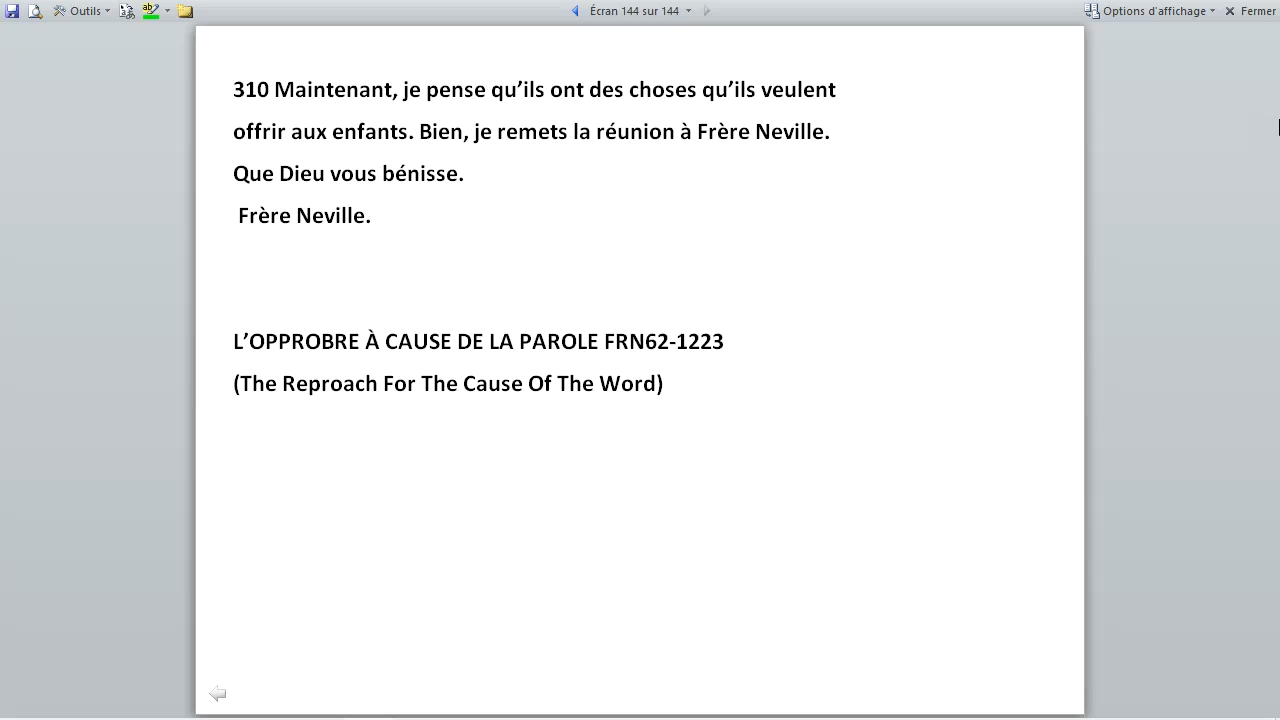 Outils
Écran 144 sur 144
Options d'affichage
Fermer
310 Maintenant, je pense qu’ils ont des choses qu’ils veulent
offrir aux enfants. Bien, je remets la réunion à Frère Neville.
Que Dieu vous bénisse.
Frère Neville.
L’OPPROBRE À CAUSE DE LA PAROLE FRN62-1223
(The Reproach For The Cause Of The Word)